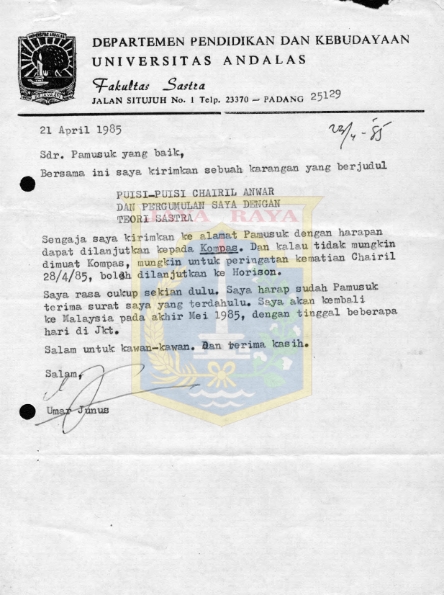 DEPARTEMEN PENDIDIKAN DAN KEBUDAYAAN
UNIVERSITAS ANDALAS
Fakultas Sastra
JALAN SITUJUH No. 1 Telp. 23370 — PADANG 25129
21 April 1985
Sdr. Pamusuk yang baik,
Bersama ini saya kirimkan sebuah karangan yang berjudul
PUISI-PUISI CHAIRIL ANWAR
DAN PERGUMULAN SAYA DENGAN
TEORI SASTRA
RAYA
Sengaja saya kirimkan ke alamat Pamusuk dengan harapan
dapat dilanjutkan kepada Kompas. Dan kalau tidak mungkin
dimuat Kompas, mungkin untuk peringatan kematian Chairil
28/4/85, boleh dilanjutkan ke Horison.
Saya rasa cukup sekian dulu. Saya harap sudah Pamusuk
terima surat saya yang terdahulu. Saya akan kembali
ke Malaysia pada akhir Mei 1985, dengan tinggal beberapa
hari di Jkt.
Salam untuk kawan-kawan. Dan terima kasih.
Salam,
Umar Junus